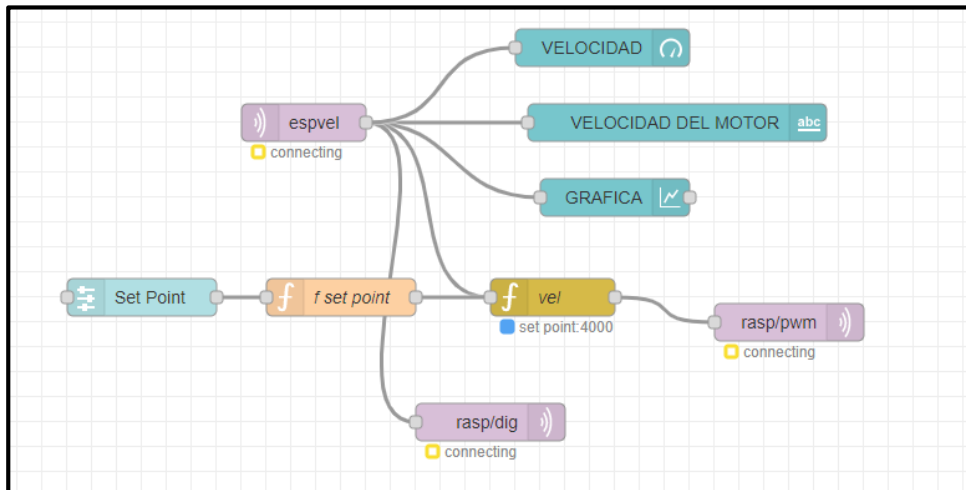 VELOCIDAD
espvel
connecting
VELOCIDAD DEL MOTOR
abc
GRAFICA
Set Point
f set point
vel
set point:4000
rasp/pwm
connecting
rasp/dig
connecting